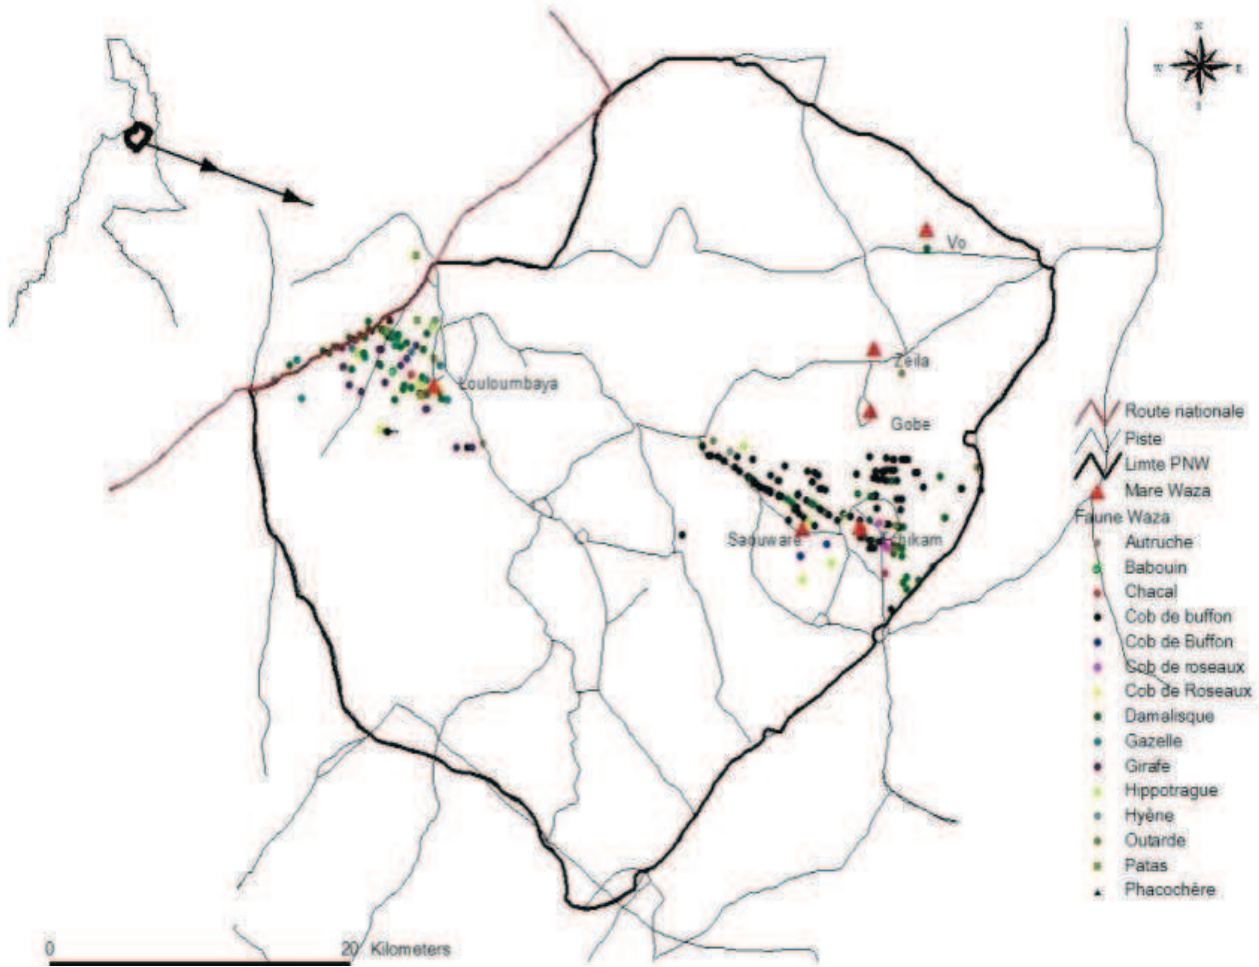 N
W
E
Vo
Zeila
Louloumbaya
Gobe
Saouware
Route nationale
Piste
Limte PNW
Mare Waza
Faune Waza
Autruche
Babouin
Chacal
Cob de buffon
Cob de Buffon
Cob de roseaux
Cob de Roseaux
Damalisque
Gazelle
Girafe
Hippotrague
Hyène
Outarde
Patas
Phacochère
0 20 Kilometers